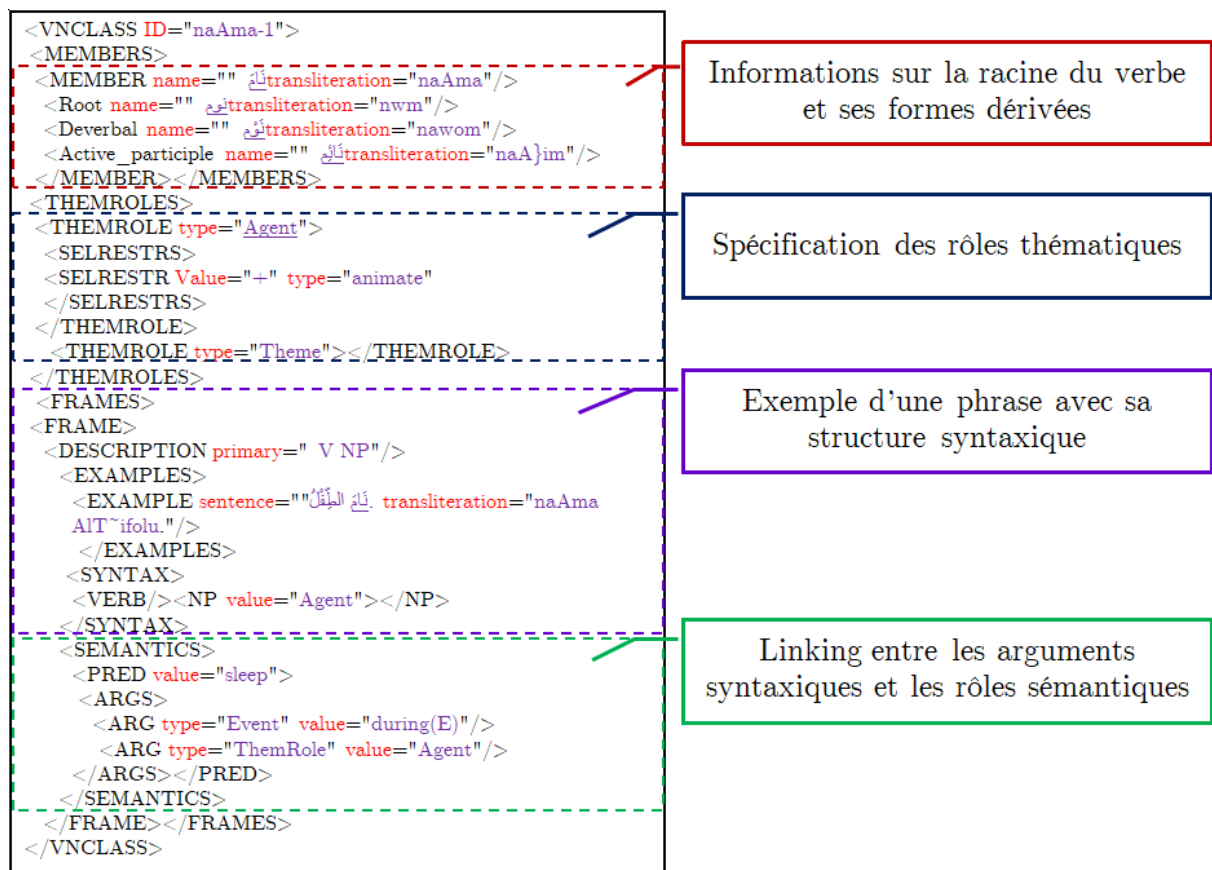 <VNCLASS ID="naAma-1">
<MEMBERS>
<MEMBER name="" نَامَ transliteration="naAma"/>
<Root name="" نوم transliteration="nwm"/>
<Deverbal name="" نَوْم transliteration="nawom"/>
<Active_participle name="" نَائِم transliteration="naA}im"/>
</MEMBER></MEMBERS>
<THEMROLES>
<THEMROLE type="Agent">
<SELRESTRS>
<SELRESTR Value="+" type="animate"
</SELRESTRS>
</THEMROLE>
<THEMROLE type="Theme"></THEMROLE>
</THEMROLES>
<FRAMES>
<FRAME>
<DESCRIPTION primary=" V NP"/>
<EXAMPLES>
<EXAMPLE sentence=""نَامَ الطِّفْلُ. transliteration="naAma
AlT~ifolu."/>
</EXAMPLES>
<SYNTAX>
<VERB/><NP value="Agent"></NP>
</SYNTAX>
<SEMANTICS>
<PRED value="sleep">
<ARGS>
<ARG type="Event" value="during(E)"/>
<ARG type="ThemRole" value="Agent"/>
</ARGS></PRED>
</SEMANTICS>
</FRAME></FRAMES>
</VNCLASS>
Informations sur la racine du verbe
et ses formes dérivées
Spécification des rôles thématiques
Exemple d'une phrase avec sa
structure syntaxique
Linking entre les arguments
syntaxiques et les rôles sémantiques